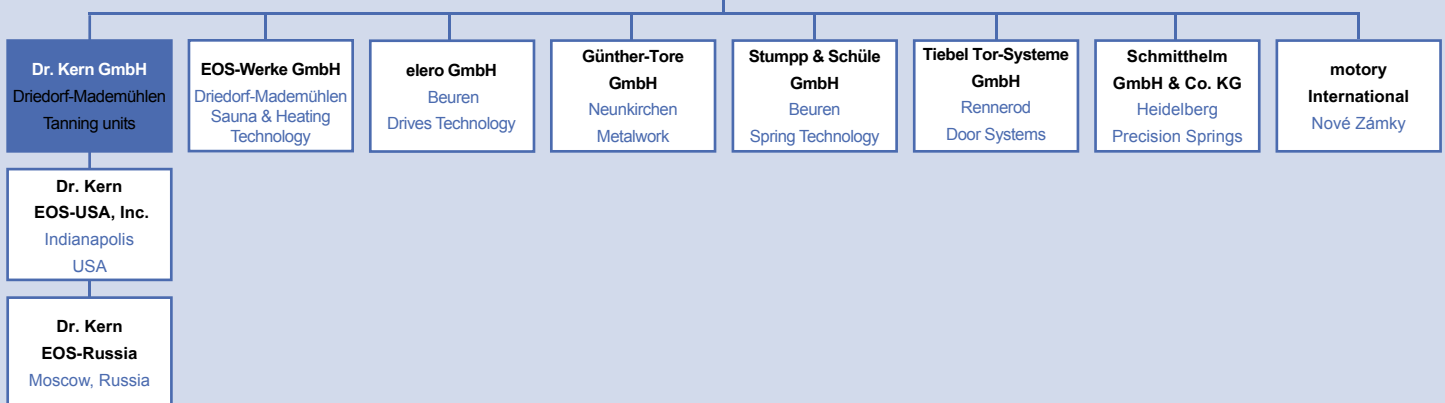 Dr. Kern GmbH
Driedorf-Mademühlen
Tanning units
EOS-Werke GmbH
Driedorf-Mademühlen
Sauna & Heating
Technology
elero GmbH
Beuren
Drives Technology
Günther-Tore
GmbH
Neunkirchen
Metalwork
Stumpp & Schüle
GmbH
Beuren
Spring Technology
Tiebel Tor-Systeme
GmbH
Rennerod
Door Systems
Schmitthelm
GmbH & Co. KG
Heidelberg
Precision Springs
motory
International
Nové Zámky
Dr. Kern
EOS-USA, Inc.
Indianapolis
USA
Dr. Kern
EOS-Russia
Moscow, Russia